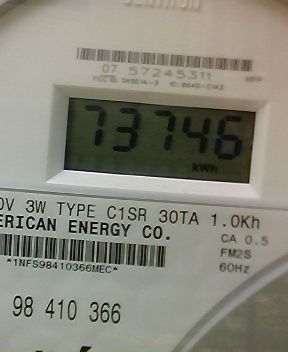 CENTRON
07 57245311
73746
kWh
0V 3W TYPE C1SR 30TA 1.0Kh
ERICAN ENERGY CO.
CA 0.5
FM2S
60Hz
*1NFS98410366MEC*
98 410 366